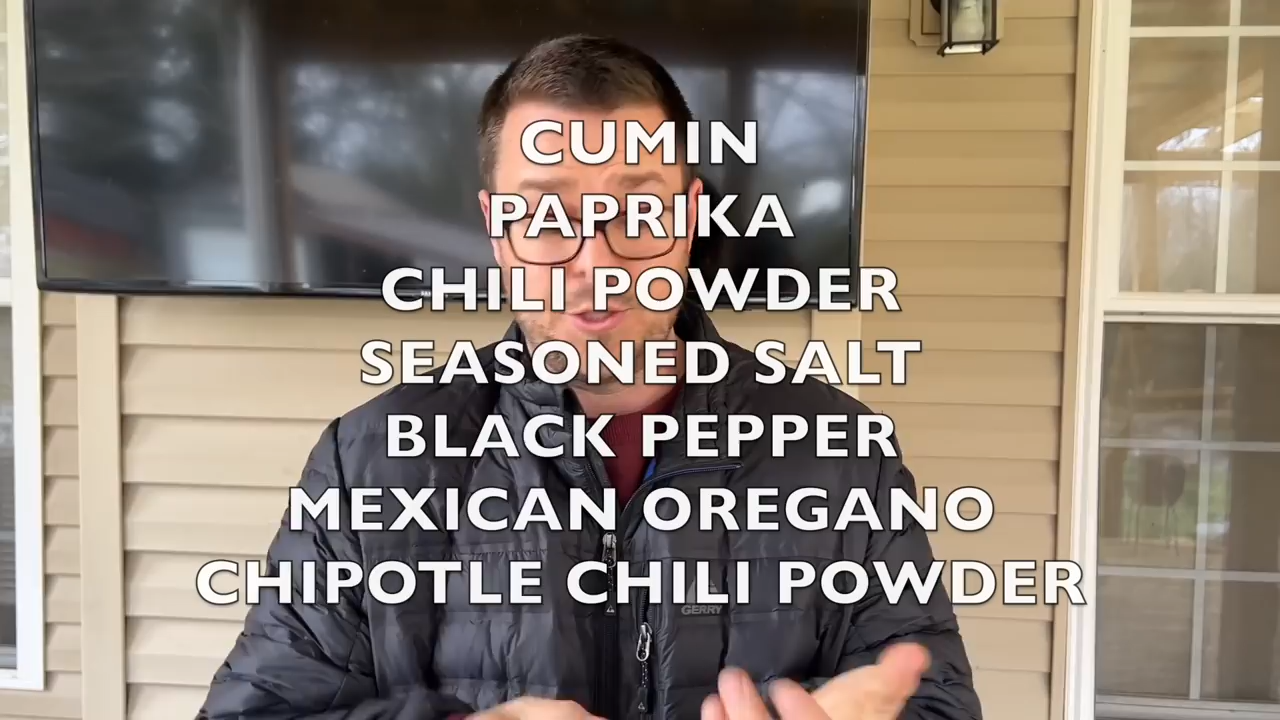 CUMIN
PAPRIKA
CHILI POWDER
SEASONED SALT
BLACK PEPPER
MEXICAN OREGANO
CHIPOTLE CHILI POWDER
GERRY